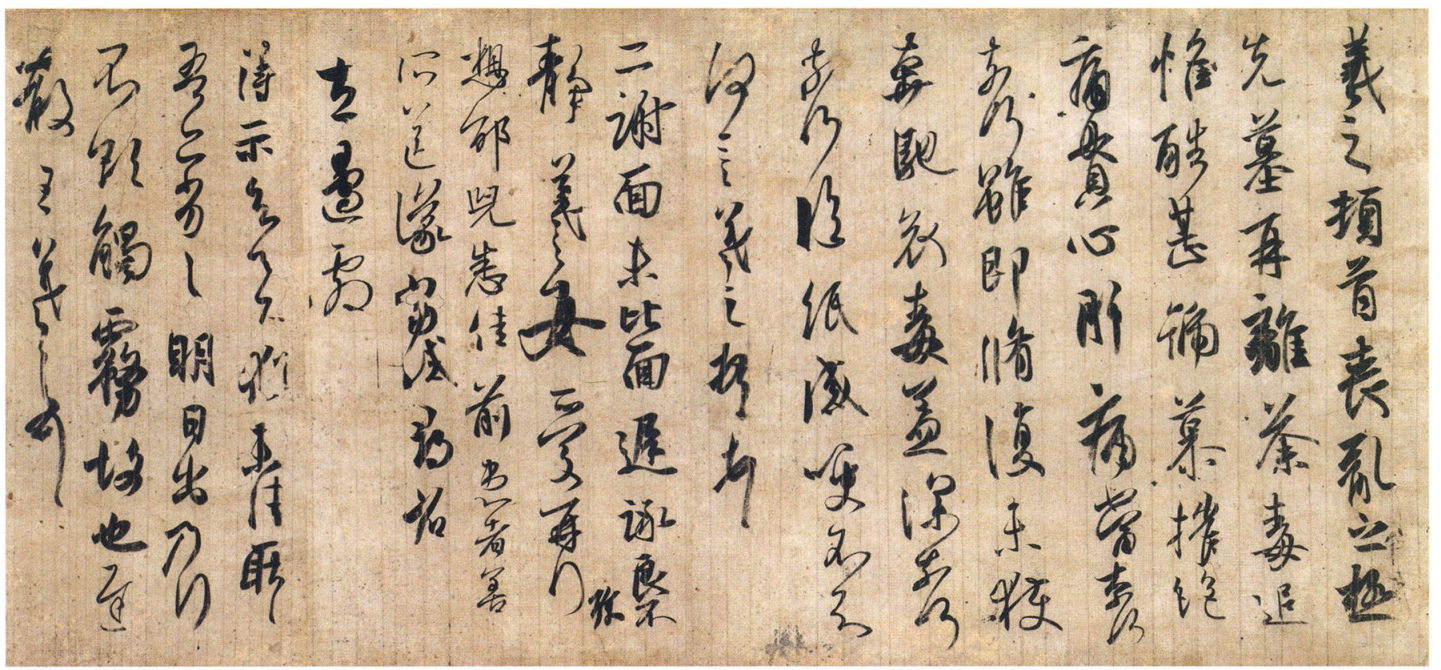 羲之頓首喪亂之極
先墓再離荼毒追
惟酷甚號慕摧絕
痛貫心肝痛當奈何
奈何雖即脩復未獲
奔馳哀毒益深奈何
奈何臨紙感哽不知
何言羲之頓首頓首
二謝面未比面遲詠良不
靜羲之女愛再拜
珍
想邵兒悉佳前患者善
所送議當試尋
左邊劇
得示知足下猶未佳耿耿
吾亦劣劣明日出乃行
不欲觸霧故也遲
散王羲之頓首